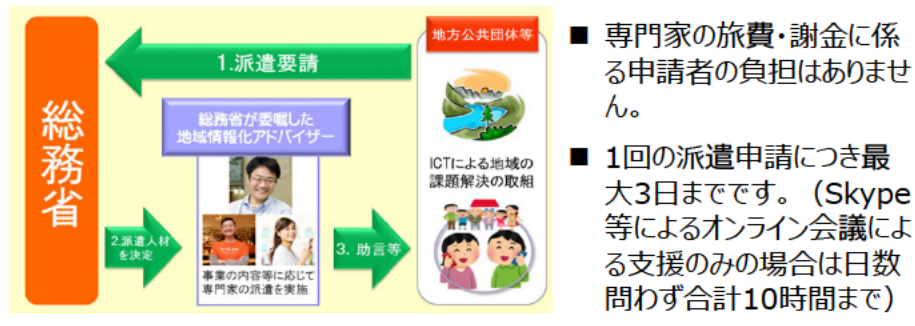 総務省
1.派遣要請
地方公共団体等
総務省が委嘱した
地域情報化アドバイザー
ICTによる地域の
課題解決の取組
2.派遣人材
を決定
3. 助言等
事業の内容等に応じて
専門家の派遣を実施
■ 専門家の旅費・謝金に係
る申請者の負担はありませ
ん。
■ 1回の派遣申請につき最
大3日までです。（Skype
等によるオンライン会議によ
る支援のみの場合は日数
問わず合計10時間まで）